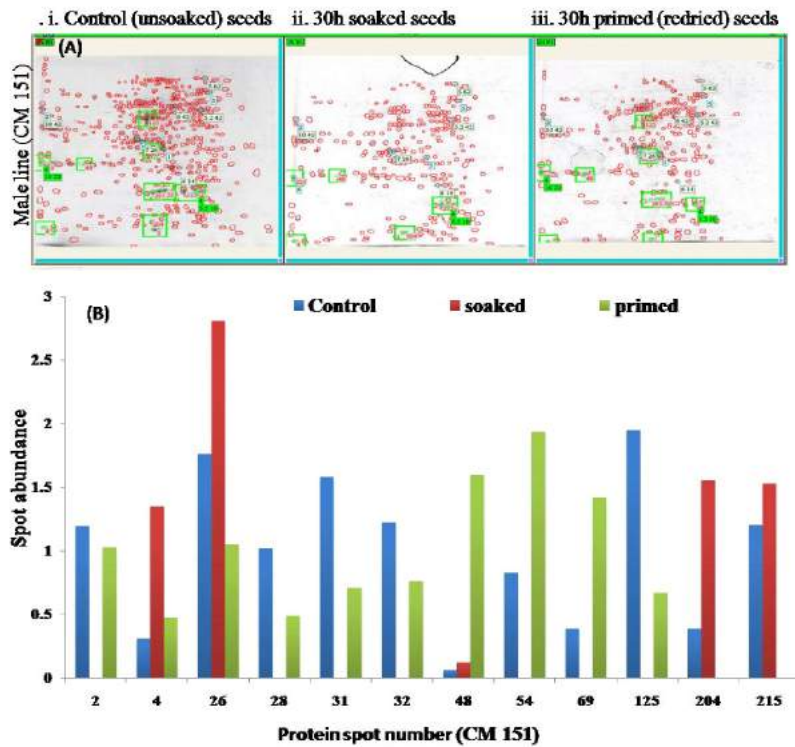 . i. Control (unsoaked) seeds
ii. 30h soaked seeds
iii. 30h primed (redried) seeds
(A)
Male line (CM 151)
(B)
Control
soaked
primed
3
2.5
2
1.5
1
0.5
0
Spot abundance
2 4 26 28 31 32 48 54 69 125 204 215
Protein spot number (CM 151)